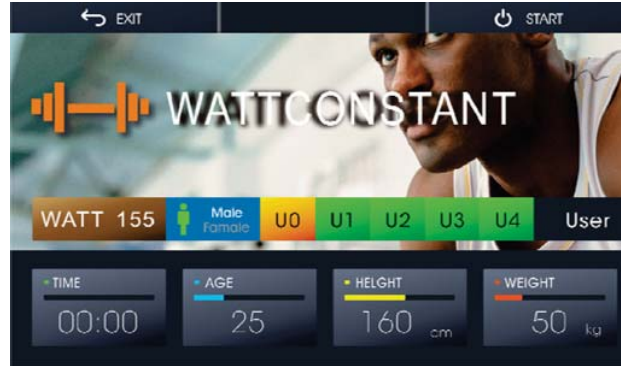 EXIT START
WATTCONSTANT
WATT 155 Male Famale U0 U1 U2 U3 U4 User
TIME AGE HELGHT WEIGHT
00:00 25 160 cm 50 kg